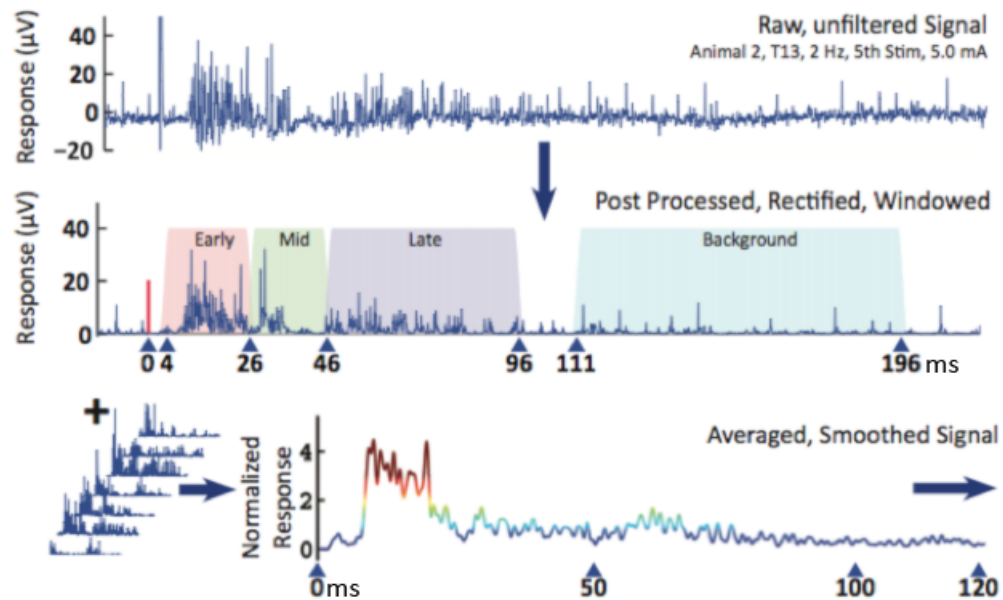 Raw, unfiltered Signal
Animal 2, T13, 2 Hz, 5th Stim, 5.0 mA
Response (µV)
40
20
0
−20
Post Processed, Rectified, Windowed
Response (µV)
40
20
0
Early Mid Late Background
0 4 26 46 96 111 196 ms
+
Averaged, Smoothed Signal
Normalized
Response
4
2
0
0ms 50 100 120